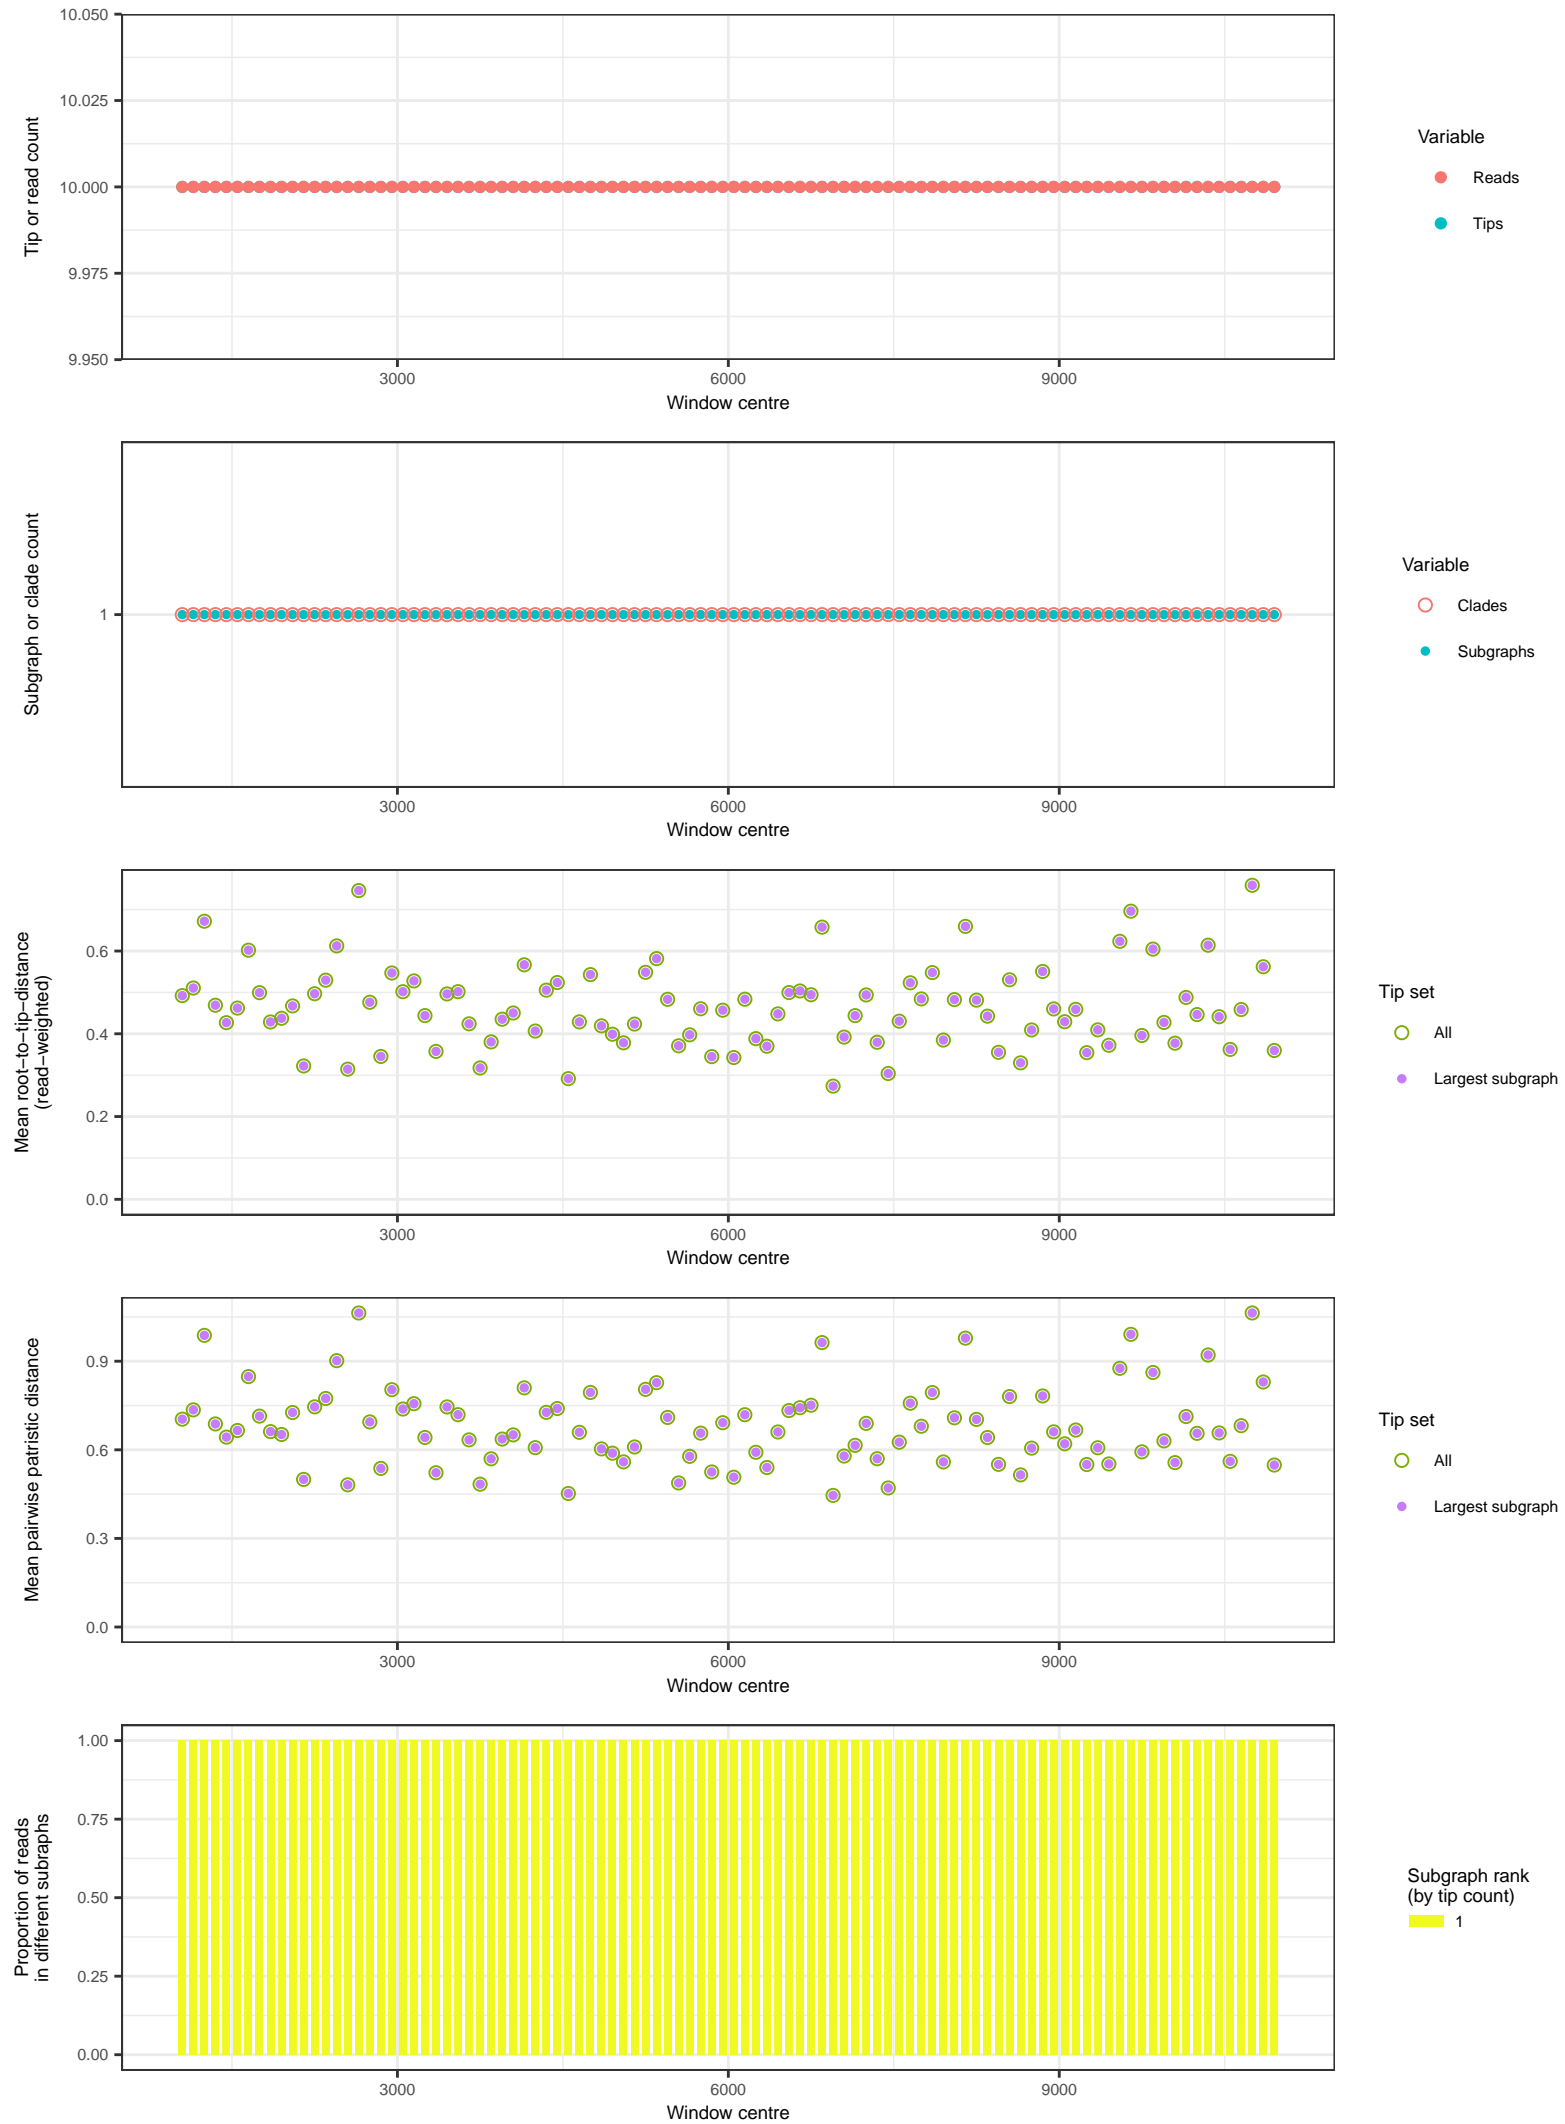 10.050
10.025
10.000
9.975
9.950
Tip or read count
3000
6000
9000
Window centre
Variable
Reads
Tips
1
Subgraph or clade count
3000
6000
9000
Window centre
Variable
Clades
Subgraphs
0.6
0.4
0.2
0.0
Mean root−to−tip−distance
(read−weighted)
3000
6000
9000
Window centre
Tip set
All
Largest subgraph
0.9
0.6
0.3
0.0
Mean pairwise patristic distance
3000
6000
9000
Window centre
Tip set
All
Largest subgraph
1.00
0.75
0.50
0.25
0.00
Proportion of reads
in different subraphs
3000
6000
9000
Window centre
Subgraph rank
(by tip count)
1